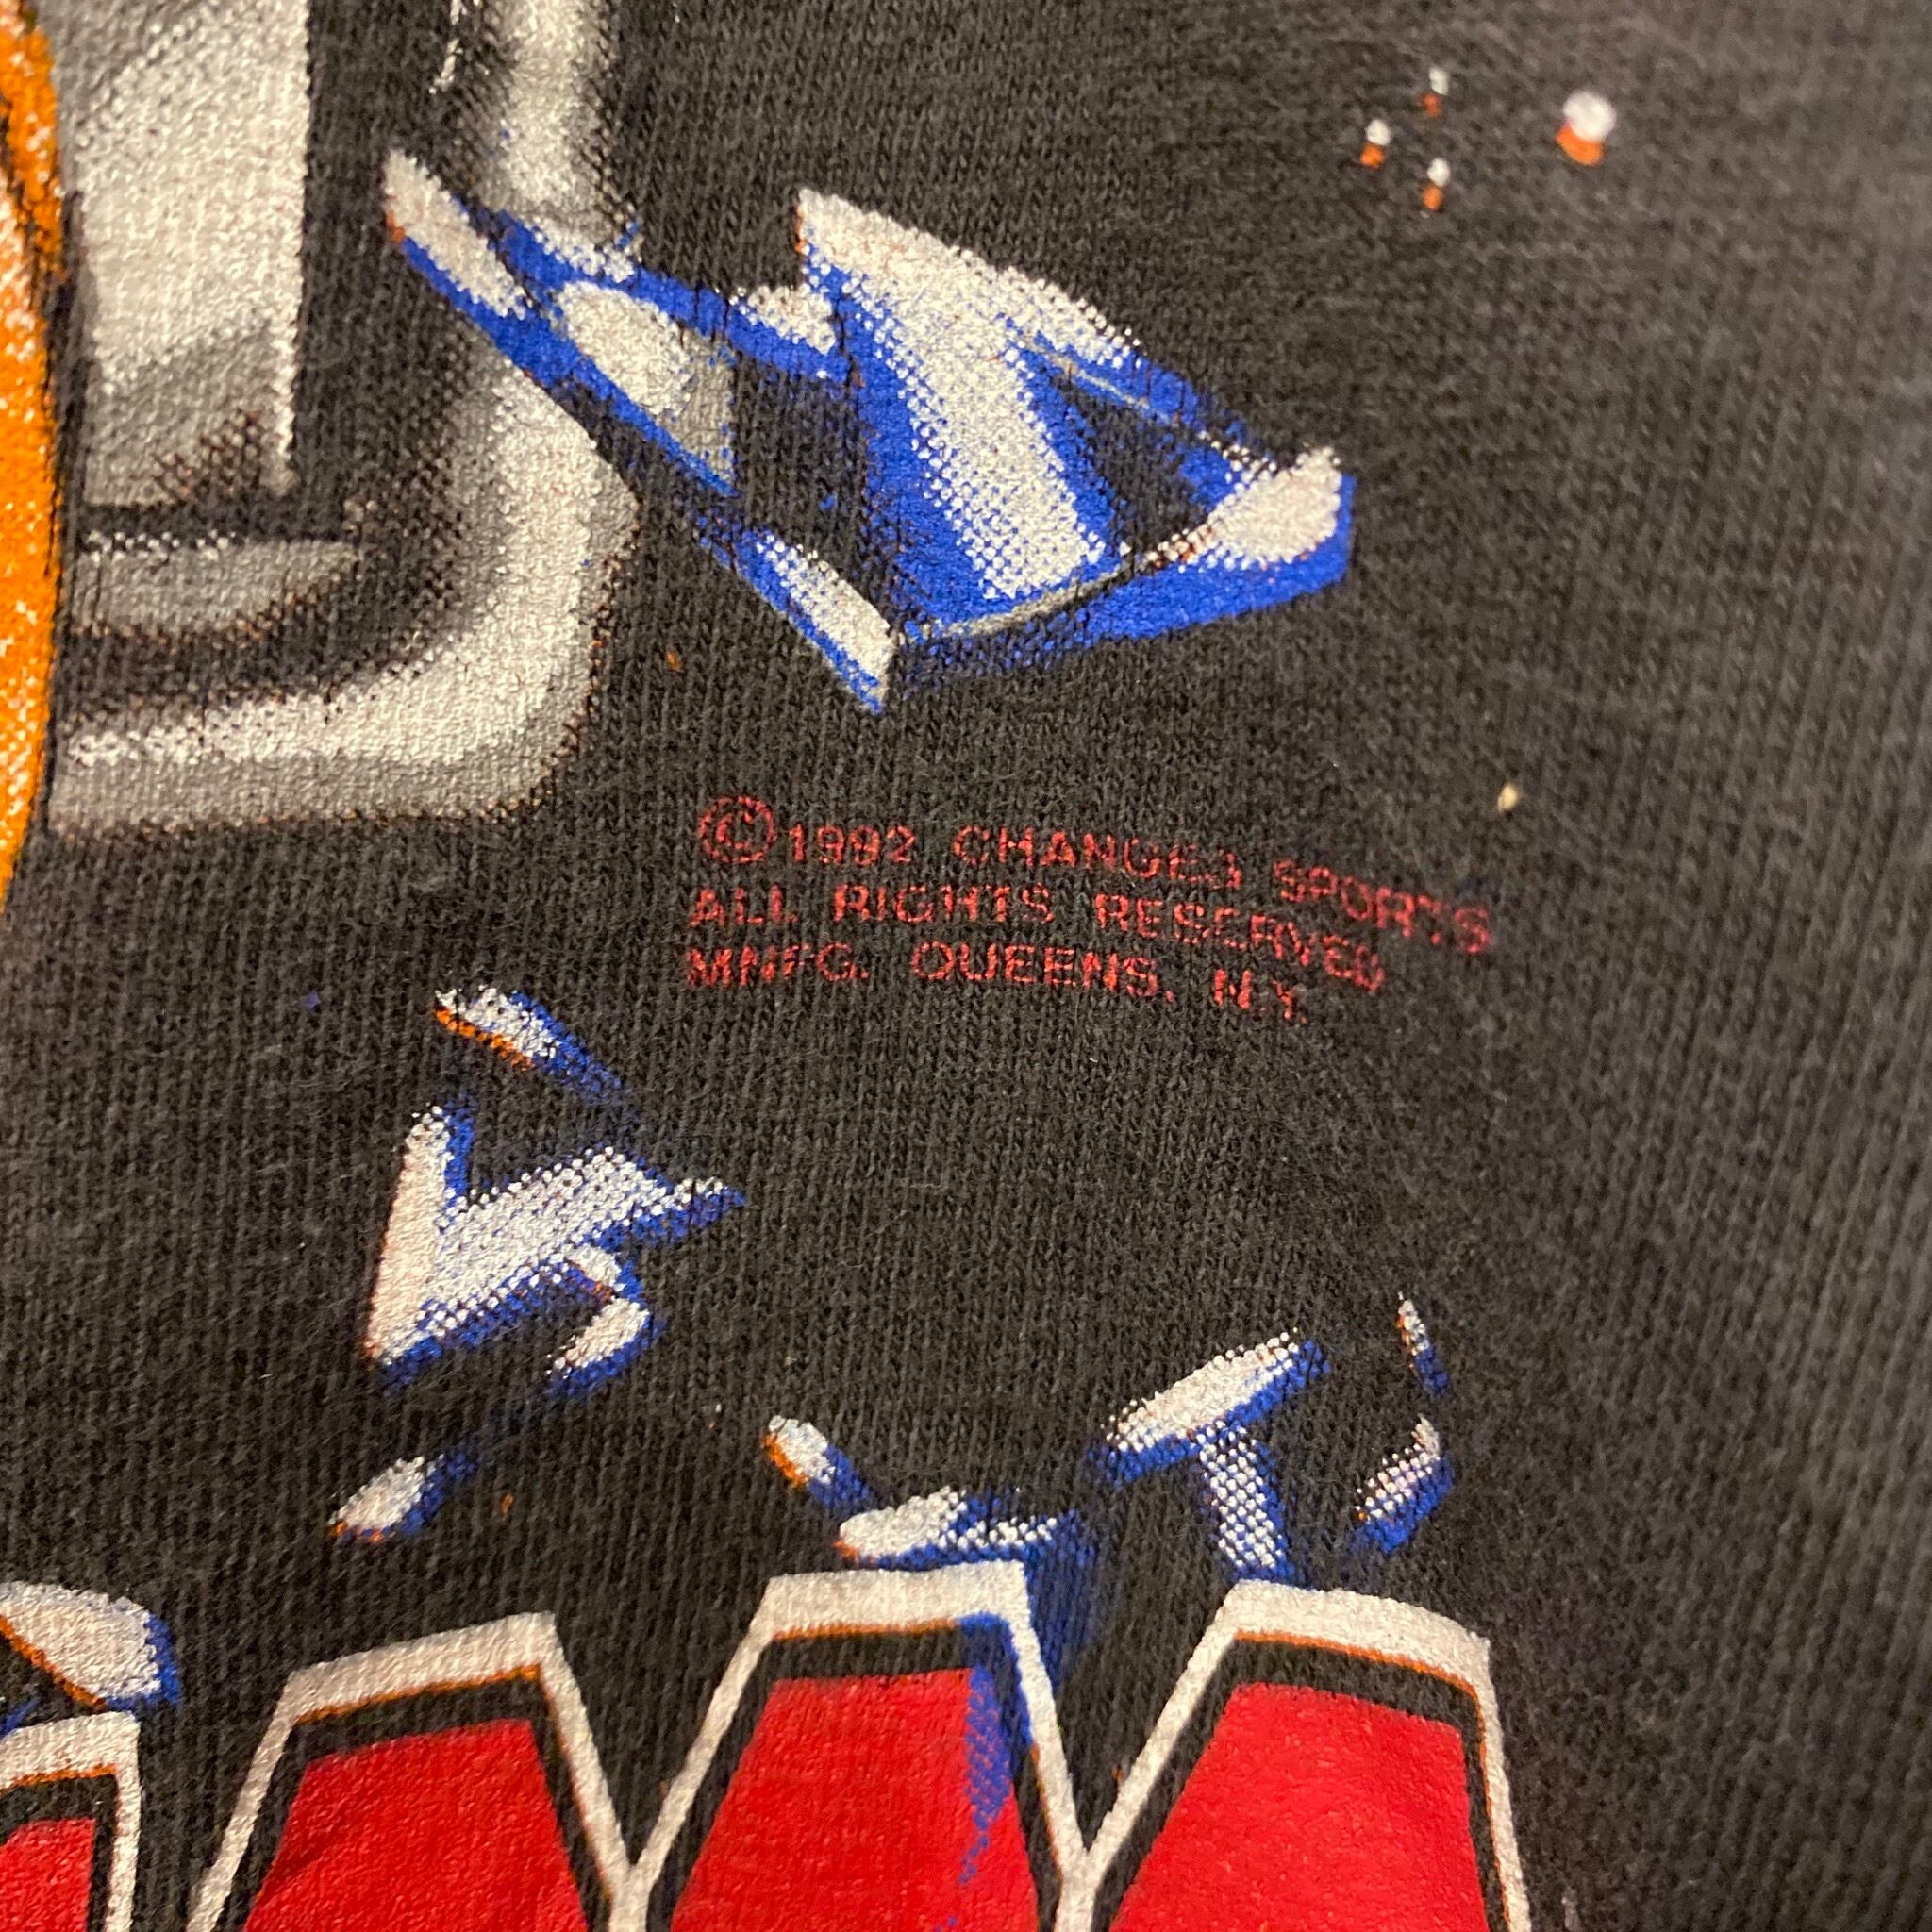 © 1992 CHANGES SPORTS
ALL RIGHTS RESERVED
MNFG. QUEENS, N.Y.